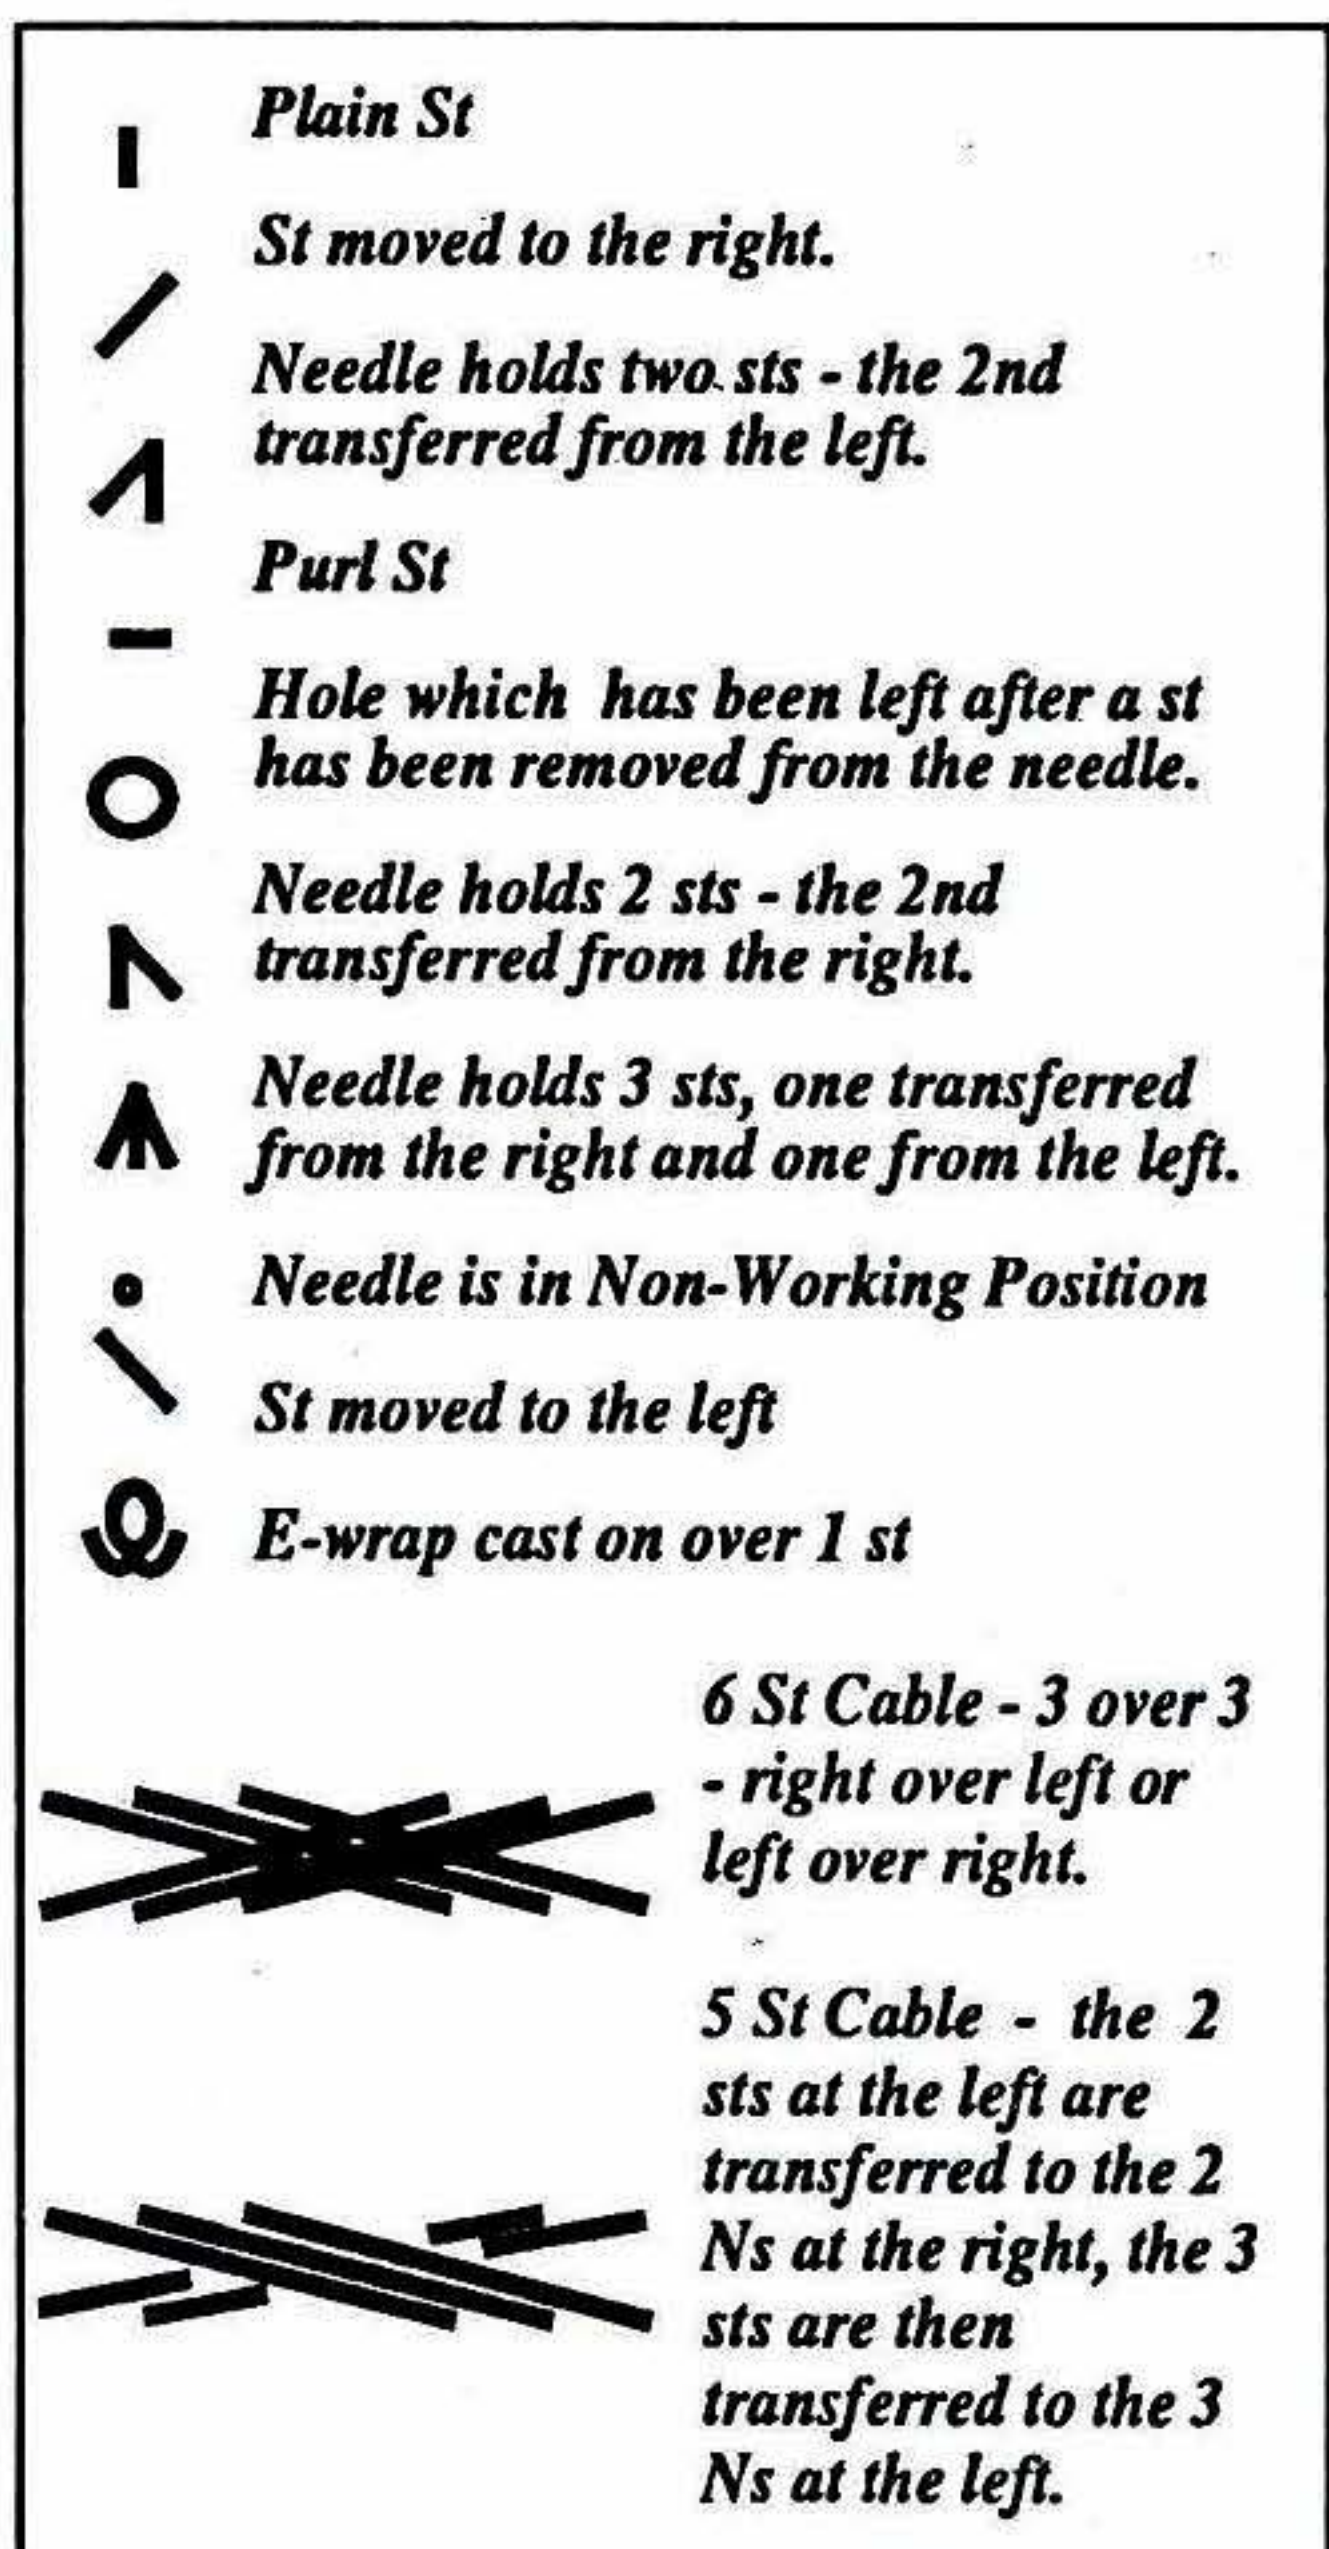 Plain St
St moved to the right.
Needle holds two sts - the 2nd
transferred from the left.
Purl St
Hole which has been left after a st
has been removed from the needle.
Needle holds 2 sts - the 2nd
transferred from the right.
Needle holds 3 sts, one transferred
from the right and one from the left.
Needle is in Non-Working Position
St moved to the left
E-wrap cast on over 1 st
6 St Cable - 3 over 3
- right over left or
left over right.
5 St Cable - the 2
sts at the left are
transferred to the 2
Ns at the right, the 3
sts are then
transferred to the 3
Ns at the left.